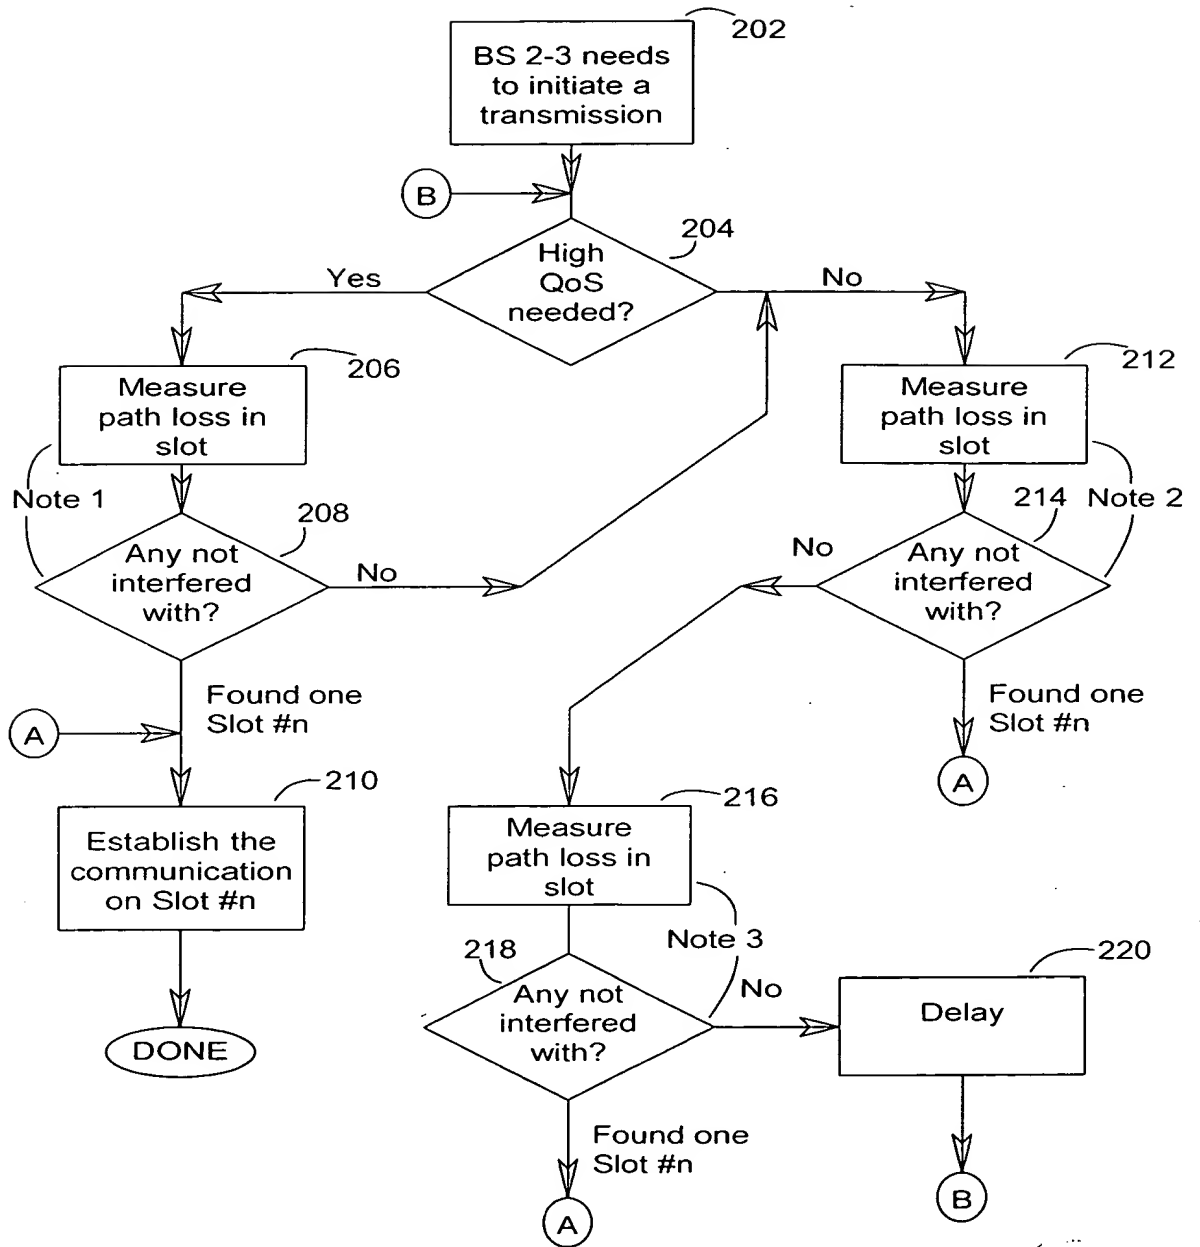 202
BS 2-3 needs
to initiate a
transmission
B
204
High
QoS
needed?
Yes
No
206
Measure
path loss in
slot
212
Measure
path loss in
slot
Note 1
208
Any not
interfered
with?
No
214
Note 2
No
Any not
interfered
with?
Found one
Slot #n
A
Found one
Slot #n
A
210
Establish the
communication
on Slot #n
DONE
216
Measure
path loss in
slot
Note 3
218
Any not
interfered
with?
No
220
Delay
Found one
Slot #n
A
B